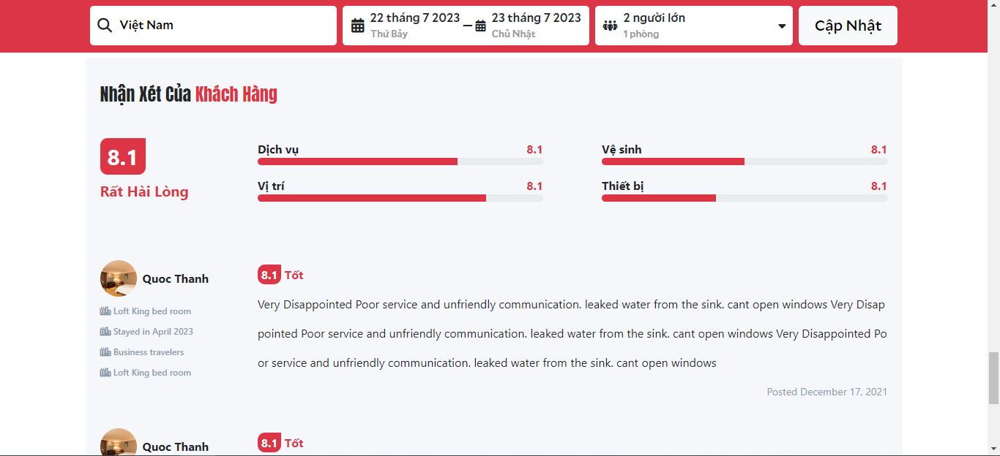 Việt Nam
22 tháng 7 2023 — 23 tháng 7 2023
Thứ Bảy Chủ Nhật
2 người lớn
1 phòng
Cập Nhật
Nhận Xét Của Khách Hàng
8.1
Rất Hài Lòng
Dịch vụ 8.1
Vệ sinh 8.1
Vị trí 8.1
Thiết bị 8.1
Quoc Thanh
Loft King bed room
Stayed in April 2023
Business travelers
Loft King bed room
8.1 Tốt
Very Disappointed Poor service and unfriendly communication. leaked water from the sink. cant open windows Very Disap
pointed Poor service and unfriendly communication. leaked water from the sink. cant open windows Very Disappointed Po
or service and unfriendly communication. leaked water from the sink. cant open windows
Posted December 17, 2021
Quoc Thanh
8.1 Tốt